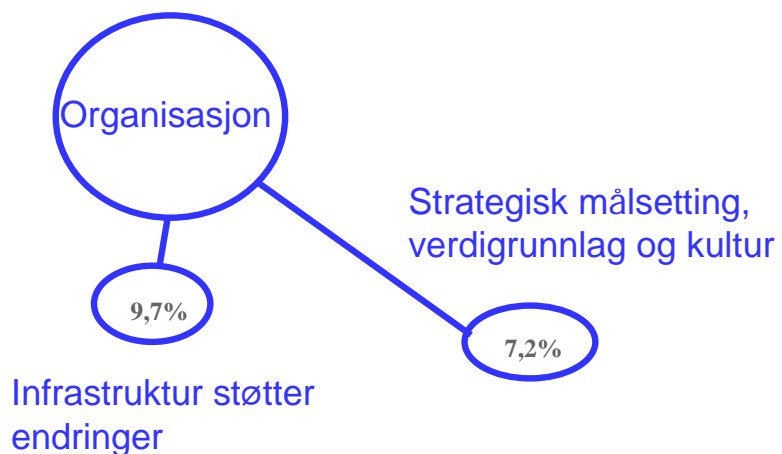 Organisasjon
Strategisk målsetting,
verdigrunnlag og kultur
9,7%
7,2%
Infrastruktur støtter
endringer